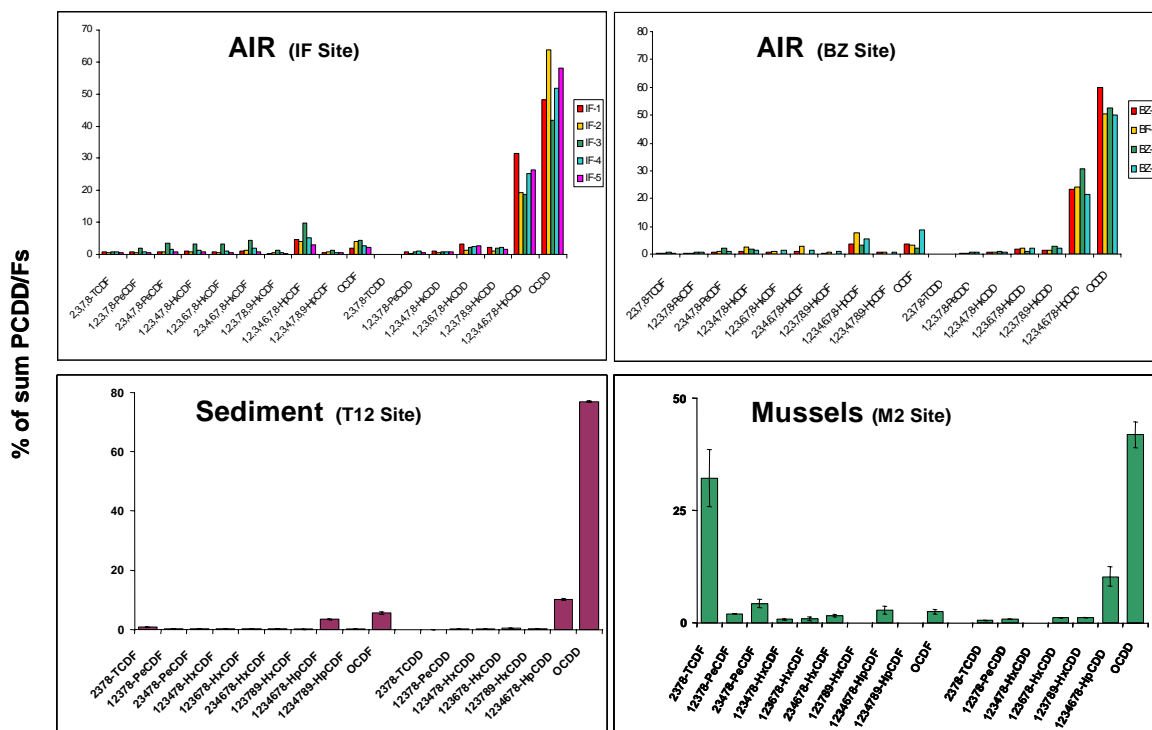 % of sum PCDD/Fs
AIR (IF Site)
70
60
50
40
30
20
10
0
IF-1
IF-2
IF-3
IF-4
IF-5
2,3,7,8-TCDF
1,2,3,7,8-PeCDF
2,3,4,7,8-PeCDF
1,2,3,4,7,8-HxCDF
1,2,3,6,7,8-HxCDF
2,3,4,6,7,8-HxCDF
1,2,3,7,8,9-HxCDF
1,2,3,4,6,7,8-HpCDF
1,2,3,4,7,8,9-HpCDF
OCDF
2,3,7,8-TCDD
1,2,3,7,8-PeCDD
1,2,3,4,7,8-HxCDD
1,2,3,6,7,8-HxCDD
1,2,3,7,8,9-HxCDD
1,2,3,4,6,7,8-HpCDD
OCDD
AIR (BZ Site)
80
70
60
50
40
30
20
10
0
BZ-
BF-
BZ-
BZ-
2,3,7,8-TCDF
1,2,3,7,8-PeCDF
2,3,4,7,8-PeCDF
1,2,3,4,7,8-HxCDF
1,2,3,6,7,8-HxCDF
2,3,4,6,7,8-HxCDF
1,2,3,7,8,9-HxCDF
1,2,3,4,6,7,8-HpCDF
1,2,3,4,7,8,9-HpCDF
OCDF
2,3,7,8-TCDD
1,2,3,7,8-PeCDD
1,2,3,4,7,8-HxCDD
1,2,3,6,7,8-HxCDD
1,2,3,7,8,9-HxCDD
1,2,3,4,6,7,8-HpCDD
OCDD
Sediment (T12 Site)
80
60
40
20
0
2378-TCDF
12378-PeCDF
23478-PeCDF
123478-HxCDF
123678-HxCDF
234678-HxCDF
123789-HxCDF
1234678-HpCDF
1234789-HpCDF
OCDF
2378-TCDD
12378-PeCDD
123478-HxCDD
123678-HxCDD
123789-HxCDD
1234678-HpCDD
OCDD
Mussels (M2 Site)
50
25
0
2378-TCDF
12378-PeCDF
23478-PeCDF
123478-HxCDF
123678-HxCDF
234678-HxCDF
123789-HxCDF
1234678-HpCDF
1234789-HpCDF
OCDF
2378-TCDD
12378-PeCDD
123478-HxCDD
123678-HxCDD
123789-HxCDD
1234678-HpCDD
OCDD